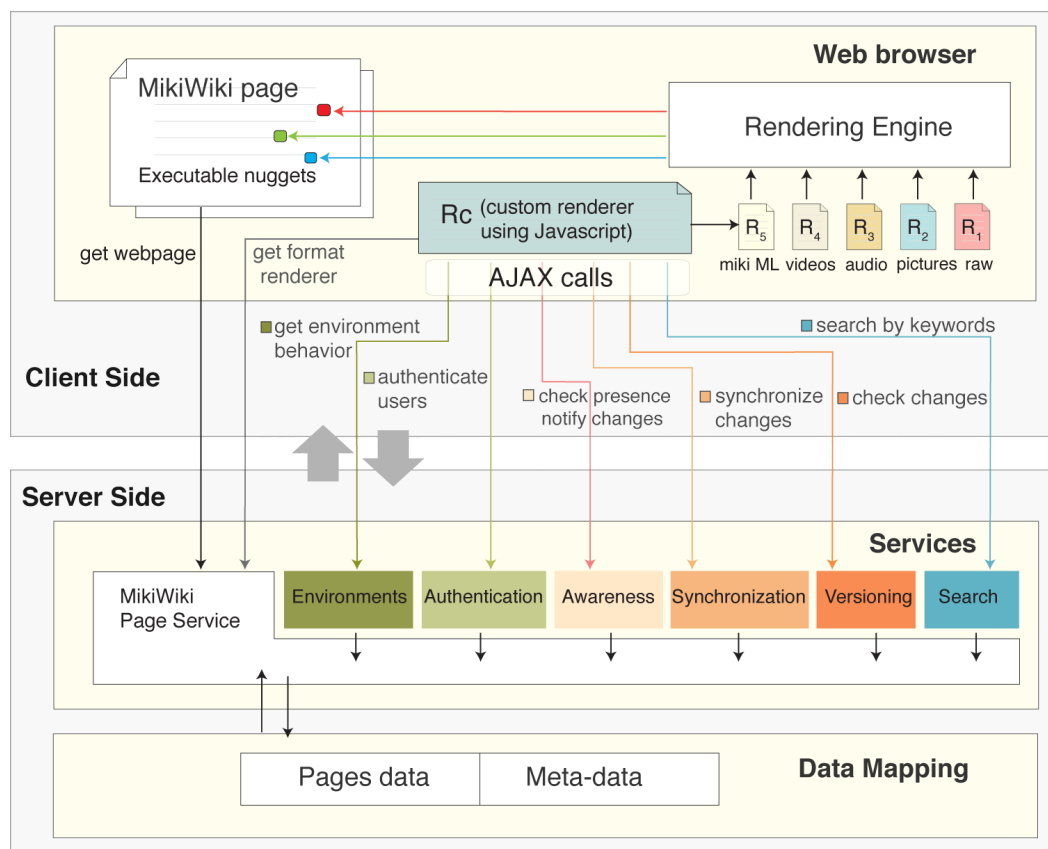 Web browser
MikiWiki page
Executable nuggets
Rendering Engine
Rc (custom renderer
using Javascript)
R5
R4
R3
R2
R1
miki ML
videos
audio
pictures
raw
get webpage
get format
renderer
AJAX calls
get environment
behavior
authenticate
users
check presence
notify changes
synchronize
changes
check changes
search by keywords
Client Side
Server Side
Services
MikiWiki
Page Service
Environments
Authentication
Awareness
Synchronization
Versioning
Search
Pages data
Meta-data
Data Mapping